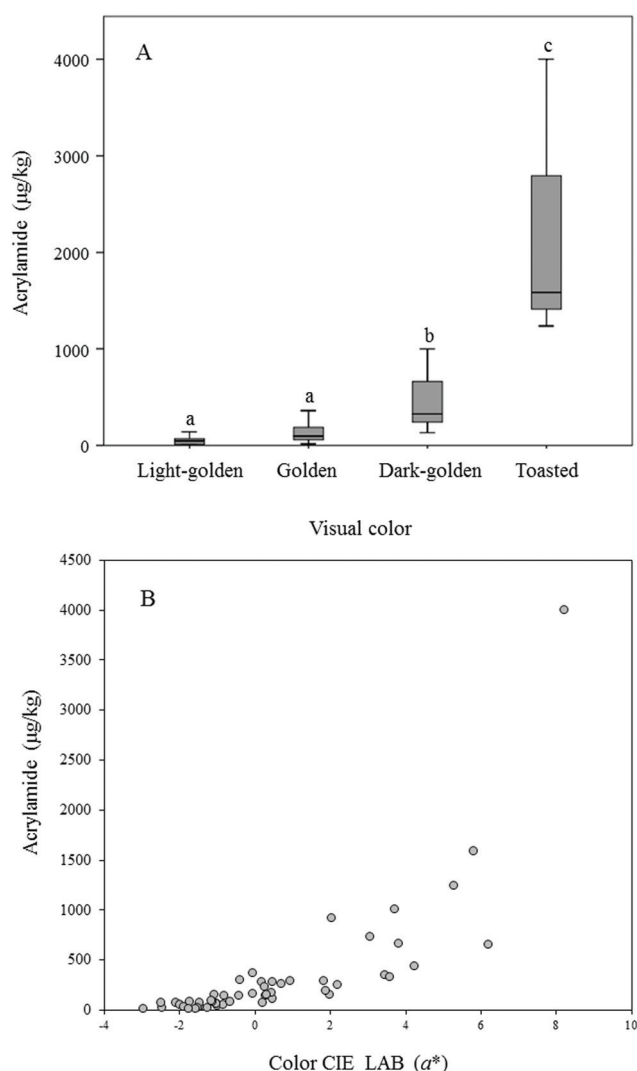 A
c
4000
3000
Acrylamide (µg/kg)
2000
b
1000
a
a
0
Light-golden Golden Dark-golden Toasted
Visual color
4500
B
4000
3500
3000
Acrylamide (µg/kg)
2500
2000
1500
1000
500
0
-4 -2 0 2 4 6 8 10
Color CIE LAB (a*)